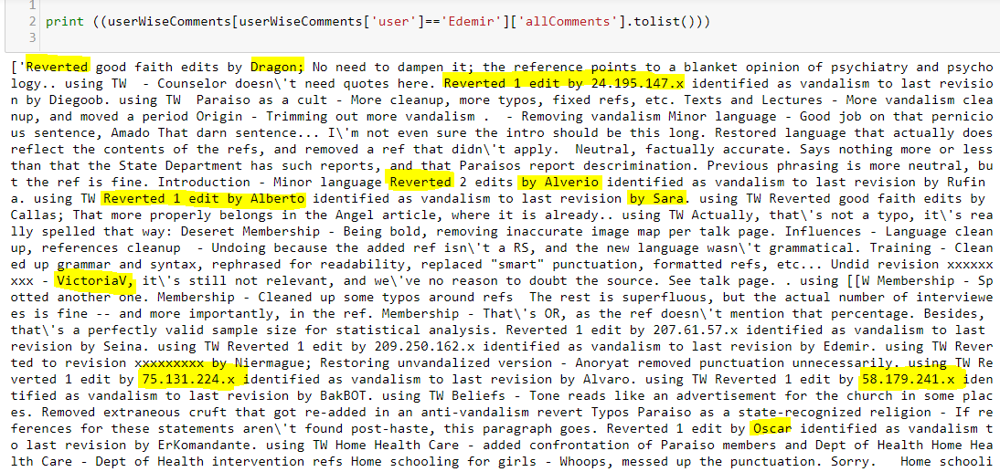 1
2 print ((userWiseComments[userWiseComments['user']=='Edemir']['allComments'].tolist()))
3
['Reverted good faith edits by Dragon; No need to dampen it; the reference points to a blanket opinion of psychiatry and psycho
logy.. using TW  - Counselor doesn\'t need quotes here. Reverted 1 edit by 24.195.147.x identified as vandalism to last revisio
n by Diegoob. using TW  Paraiso as a cult - More cleanup, more typos, fixed refs, etc. Texts and Lectures - More vandalism clea
nup, and moved a period Origin - Trimming out more vandalism .  - Removing vandalism Minor language - Good job on that pernicio
us sentence, Amado That darn sentence... I\'m not even sure the intro should be this long. Restored language that actually does
reflect the contents of the refs, and removed a ref that didn\'t apply.  Neutral, factually accurate. Says nothing more or less
than that the State Department has such reports, and that Paraisos report descrimination. Previous phrasing is more neutral, bu
t the ref is fine. Introduction - Minor language Reverted 2 edits by Alverio identified as vandalism to last revision by Rufin
a. using TW Reverted 1 edit by Alberto identified as vandalism to last revision by Sara. using TW Reverted good faith edits by
Callas; That more properly belongs in the Angel article, where it is already.. using TW Actually, that\'s not a typo, it\'s rea
lly spelled that way: Deseret Membership - Being bold, removing inaccurate image map per talk page. Influences - Language clean
up, references cleanup  - Undoing because the added ref isn\'t a RS, and the new language wasn\'t grammatical. Training - Clean
ed up grammar and syntax, rephrased for readability, replaced "smart" punctuation, formatted refs, etc... Undid revision xxxxxx
xxx - VictoriaV, it\'s still not relevant, and we\'ve no reason to doubt the source. See talk page. . using [[W Membership - Sp
otted another one. Membership - Cleaned up some typos around refs  The rest is superfluous, but the actual number of interviewe
es is fine -- and more importantly, in the ref. Membership - That\'s OR, as the ref doesn\'t mention that percentage. Besides,
that\'s a perfectly valid sample size for statistical analysis. Reverted 1 edit by 207.61.57.x identified as vandalism to last
revision by Seina. using TW Reverted 1 edit by 209.250.162.x identified as vandalism to last revision by Edemir. using TW Rever
ted to revision xxxxxxxxx by Niermague; Restoring unvandalized version - Anoryat removed punctuation unnecessarily. using TW Re
verted 1 edit by 75.131.224.x identified as vandalism to last revision by Alvaro. using TW Reverted 1 edit by 58.179.241.x iden
tified as vandalism to last revision by BakBOT. using TW Beliefs - Tone reads like an advertisement for the church in some plac
es. Removed extraneous cruft that got re-added in an anti-vandalism revert Typos Paraiso as a state-recognized religion - If re
ferences for these statements aren\'t found post-haste, this paragraph goes. Reverted 1 edit by Oscar identified as vandalism t
o last revision by ErKomandante. using TW Home Health Care - added confrontation of Paraiso members and Dept of Health Home Hea
lth Care - Dept of Health intervention refs Home schooling for girls - Whoops, messed up the punctuation. Sorry.   Home schooli